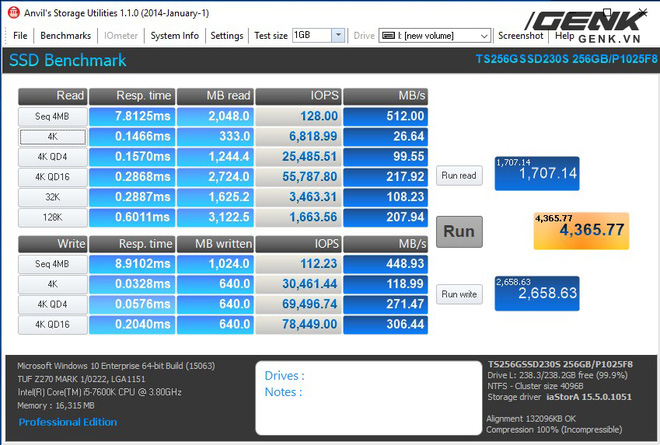 Anvil's Storage Utilities 1.1.0 (2014-January-1)
/GENK
GENK.VN
File Benchmarks IOmeter System Info Settings Test size 1GB Drive I: [new volume] Screenshot Help
SSD Benchmark TS256GSSD230S 256GB/P1025F8
Read Resp. time MB read IOPS MB/s
Seq 4MB 7.8125ms 2,048.0 128.00 512.00
4K 0.1466ms 333.0 6,818.99 26.64
4K QD4 0.1570ms 1,244.4 25,485.51 99.55
4K QD16 0.2868ms 2,724.0 55,787.80 217.92
32K 0.2887ms 1,625.2 3,463.31 108.23
128K 0.6011ms 3,122.5 1,663.56 207.94
Run read 1,707.14
1,707.14
Run 4,365.77
4,365.77
Write Resp. time MB written IOPS MB/s
Seq 4MB 8.9102ms 1,024.0 112.23 448.93
4K 0.0328ms 640.0 30,461.44 118.99
4K QD4 0.0576ms 640.0 69,496.74 271.47
4K QD16 0.2040ms 640.0 78,449.00 306.44
Run write 2,658.63
2,658.63
Microsoft Windows 10 Enterprise 64-bit Build (15063)
TUF Z270 MARK 1/0222, LGA1151
Intel(R) Core(TM) i5-7600K CPU @ 3.80GHz
Memory : 16,315 MB
Professional Edition
Drives :
Notes :
TS256GSSD230S 256GB/P1025F8
Drive L: 238.3/238.2GB free (99.9%)
NTFS - Cluster size 4096B
Storage driver iaStorA 15.5.0.1051
Alignment 132096KB OK
Compression 100% (Incompressible)